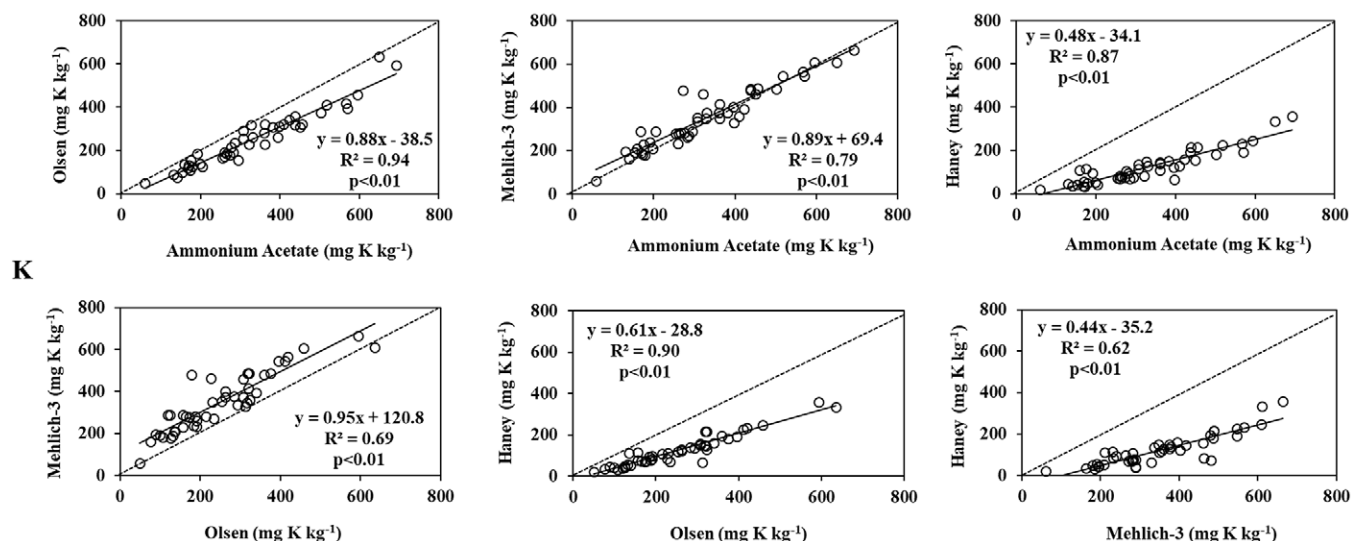 800
600
400
200
0
Olsen (mg K kg⁻¹)
y = 0.88x - 38.5
R² = 0.94
p<0.01
0 200 400 600 800
Ammonium Acetate (mg K kg⁻¹)
800
600
400
200
0
Mehlich-3 (mg K kg⁻¹)
y = 0.89x + 69.4
R² = 0.79
p<0.01
0 200 400 600 800
Ammonium Acetate (mg K kg⁻¹)
800
600
400
200
0
Haney (mg K kg⁻¹)
y = 0.48x - 34.1
R² = 0.87
p<0.01
0 200 400 600 800
Ammonium Acetate (mg K kg⁻¹)
K
800
600
400
200
0
Mehlich-3 (mg K kg⁻¹)
y = 0.95x + 120.8
R² = 0.69
p<0.01
0 200 400 600 800
Olsen (mg K kg⁻¹)
800
600
400
200
0
Haney (mg K kg⁻¹)
y = 0.61x - 28.8
R² = 0.90
p<0.01
0 200 400 600 800
Olsen (mg K kg⁻¹)
800
600
400
200
0
Haney (mg K kg⁻¹)
y = 0.44x - 35.2
R² = 0.62
p<0.01
0 200 400 600 800
Mehlich-3 (mg K kg⁻¹)